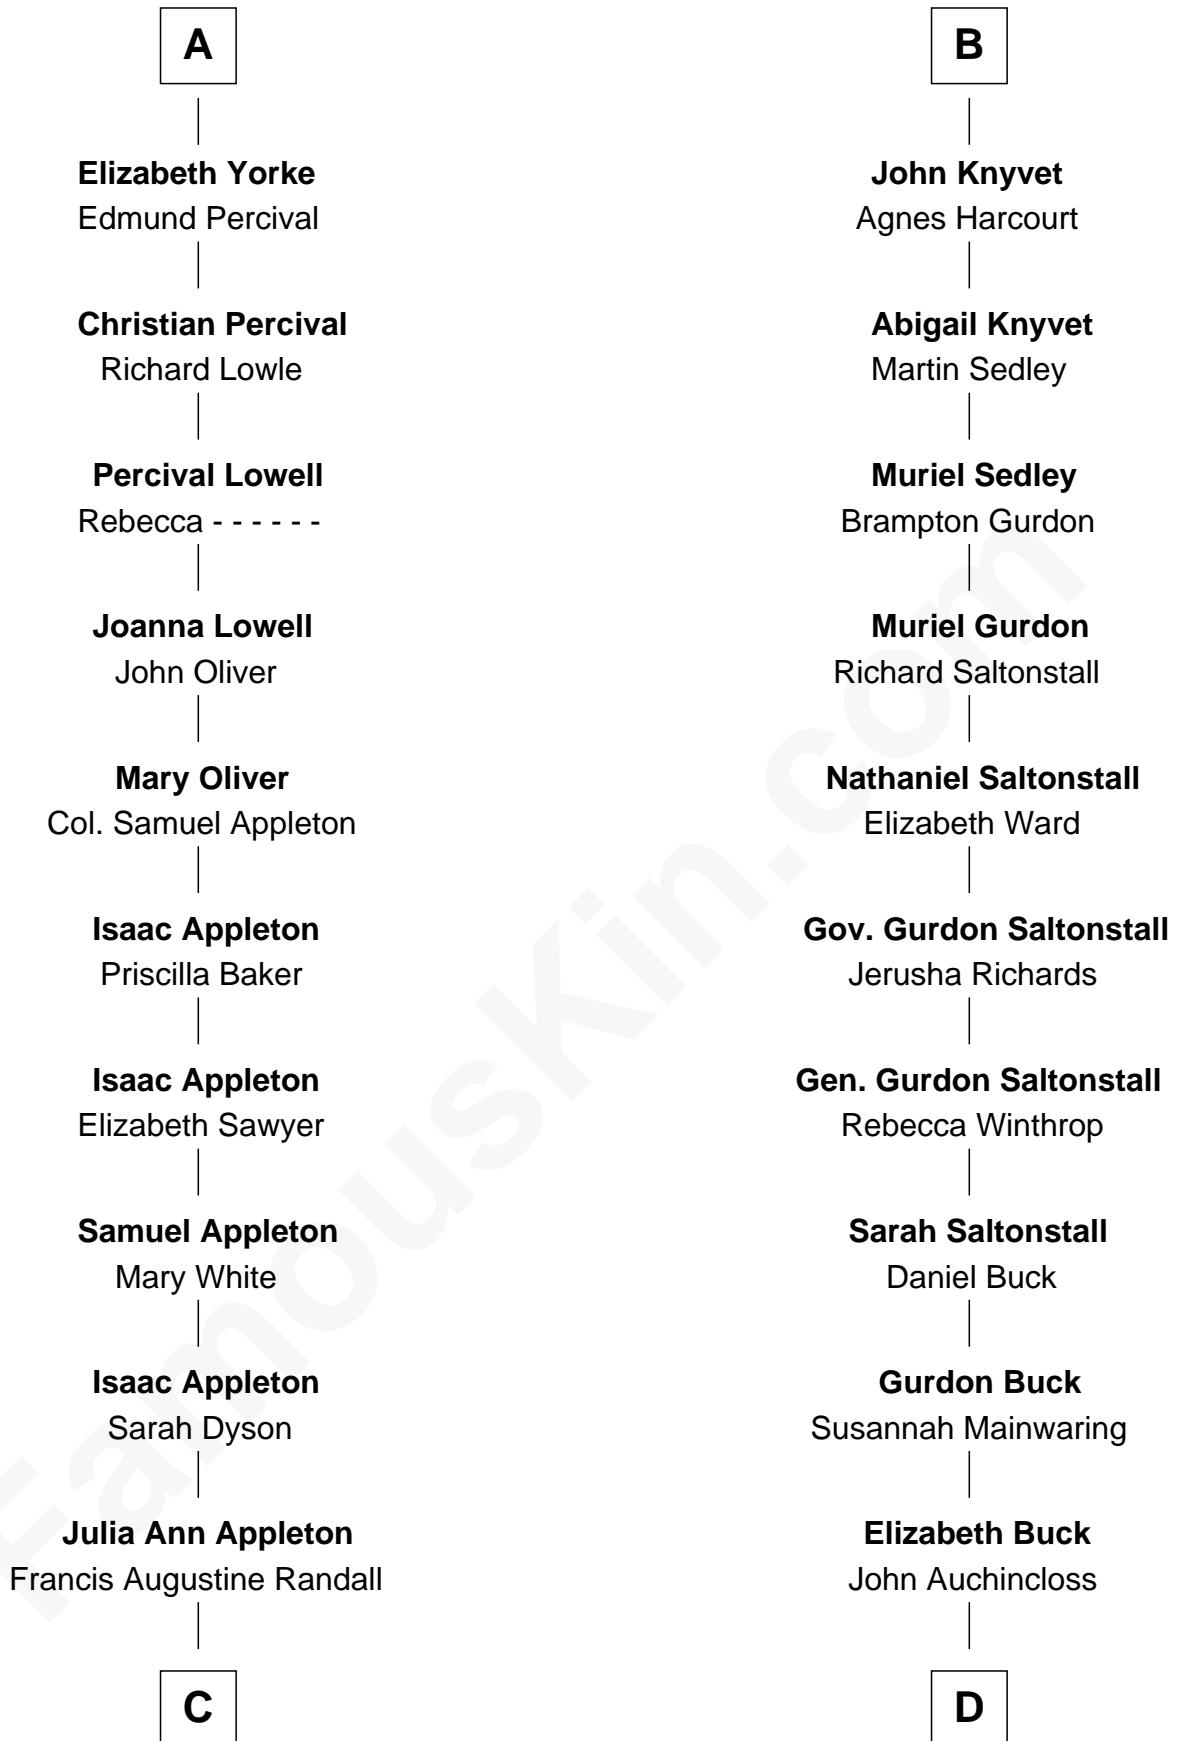 A
Elizabeth Yorke
Edmund Percival
Christian Percival
Richard Lowle
Percival Lowell
Rebecca - - - - - -
Joanna Lowell
John Oliver
Mary Oliver
Col. Samuel Appleton
Isaac Appleton
Priscilla Baker
Isaac Appleton
Elizabeth Sawyer
Samuel Appleton
Mary White
Isaac Appleton
Sarah Dyson
Julia Ann Appleton
Francis Augustine Randall
C
B
John Knyvet
Agnes Harcourt
Abigail Knyvet
Martin Sedley
Muriel Sedley
Brampton Gurdon
Muriel Gurdon
Richard Saltonstall
Nathaniel Saltonstall
Elizabeth Ward
Gov. Gurdon Saltonstall
Jerusha Richards
Gen. Gurdon Saltonstall
Rebecca Winthrop
Sarah Saltonstall
Daniel Buck
Gurdon Buck
Susannah Mainwaring
Elizabeth Buck
John Auchincloss
D
FamousKin.com